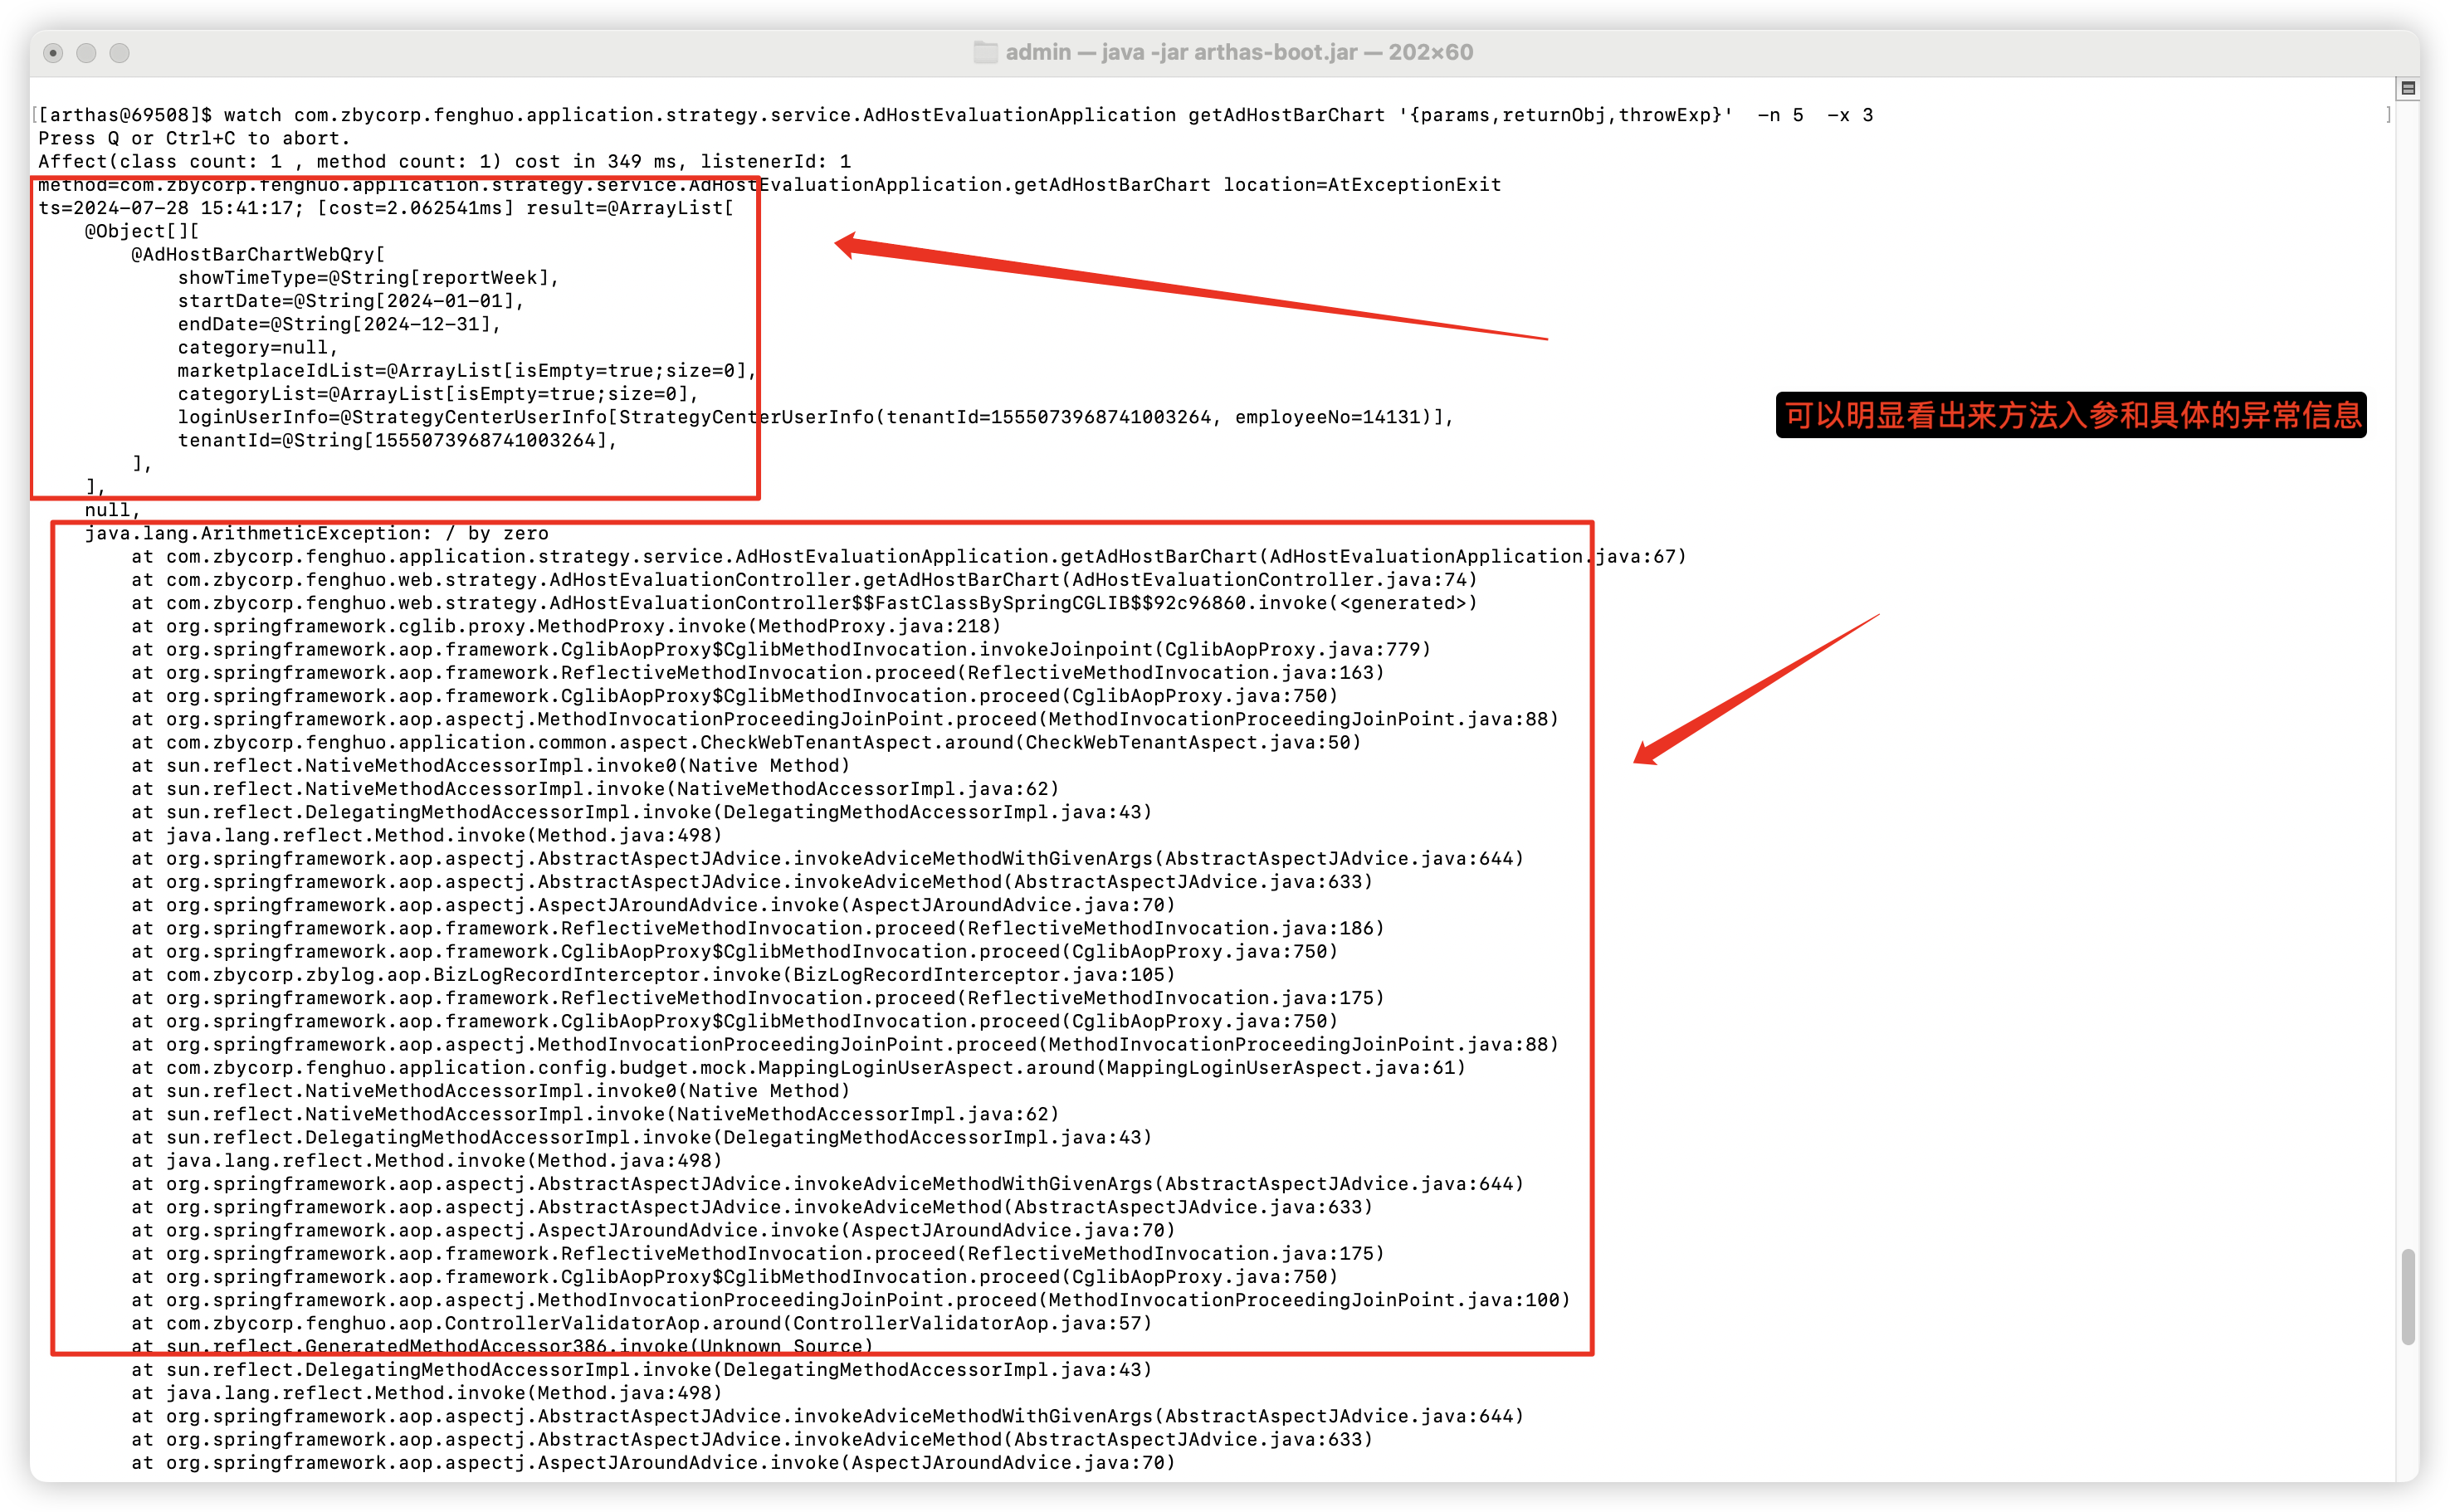 admin — java -jar arthas-boot.jar — 202×60
[[arthas@69508]$ watch com.zbycorp.fenghuo.application.strategy.service.AdHostEvaluationApplication getAdHostBarChart '{params,returnObj,throwExp}'  -n 5  -x 3 ]
Press Q or Ctrl+C to abort.
Affect(class count: 1 , method count: 1) cost in 349 ms, listenerId: 1
method=com.zbycorp.fenghuo.application.strategy.service.AdHostEvaluationApplication.getAdHostBarChart location=AtExceptionExit
ts=2024-07-28 15:41:17; [cost=2.062541ms] result=@ArrayList[
@Object[][
@AdHostBarChartWebQry[
showTimeType=@String[reportWeek],
startDate=@String[2024-01-01],
endDate=@String[2024-12-31],
category=null,
marketplaceIdList=@ArrayList[isEmpty=true;size=0],
categoryList=@ArrayList[isEmpty=true;size=0],
loginUserInfo=@StrategyCenterUserInfo[StrategyCenterUserInfo(tenantId=1555073968741003264, employeeNo=14131)],
可以明显看出来方法入参和具体的异常信息
tenantId=@String[1555073968741003264],
],
],
null,
java.lang.ArithmeticException: / by zero
at com.zbycorp.fenghuo.application.strategy.service.AdHostEvaluationApplication.getAdHostBarChart(AdHostEvaluationApplication.java:67)
at com.zbycorp.fenghuo.web.strategy.AdHostEvaluationController.getAdHostBarChart(AdHostEvaluationController.java:74)
at com.zbycorp.fenghuo.web.strategy.AdHostEvaluationController$$FastClassBySpringCGLIB$$92c96860.invoke(<generated>)
at org.springframework.cglib.proxy.MethodProxy.invoke(MethodProxy.java:218)
at org.springframework.aop.framework.CglibAopProxy$CglibMethodInvocation.invokeJoinpoint(CglibAopProxy.java:779)
at org.springframework.aop.framework.ReflectiveMethodInvocation.proceed(ReflectiveMethodInvocation.java:163)
at org.springframework.aop.framework.CglibAopProxy$CglibMethodInvocation.proceed(CglibAopProxy.java:750)
at org.springframework.aop.aspectj.MethodInvocationProceedingJoinPoint.proceed(MethodInvocationProceedingJoinPoint.java:88)
at com.zbycorp.fenghuo.application.common.aspect.CheckWebTenantAspect.around(CheckWebTenantAspect.java:50)
at sun.reflect.NativeMethodAccessorImpl.invoke0(Native Method)
at sun.reflect.NativeMethodAccessorImpl.invoke(NativeMethodAccessorImpl.java:62)
at sun.reflect.DelegatingMethodAccessorImpl.invoke(DelegatingMethodAccessorImpl.java:43)
at java.lang.reflect.Method.invoke(Method.java:498)
at org.springframework.aop.aspectj.AbstractAspectJAdvice.invokeAdviceMethodWithGivenArgs(AbstractAspectJAdvice.java:644)
at org.springframework.aop.aspectj.AbstractAspectJAdvice.invokeAdviceMethod(AbstractAspectJAdvice.java:633)
at org.springframework.aop.aspectj.AspectJAroundAdvice.invoke(AspectJAroundAdvice.java:70)
at org.springframework.aop.framework.ReflectiveMethodInvocation.proceed(ReflectiveMethodInvocation.java:186)
at org.springframework.aop.framework.CglibAopProxy$CglibMethodInvocation.proceed(CglibAopProxy.java:750)
at com.zbycorp.zbylog.aop.BizLogRecordInterceptor.invoke(BizLogRecordInterceptor.java:105)
at org.springframework.aop.framework.ReflectiveMethodInvocation.proceed(ReflectiveMethodInvocation.java:175)
at org.springframework.aop.framework.CglibAopProxy$CglibMethodInvocation.proceed(CglibAopProxy.java:750)
at org.springframework.aop.aspectj.MethodInvocationProceedingJoinPoint.proceed(MethodInvocationProceedingJoinPoint.java:88)
at com.zbycorp.fenghuo.application.config.budget.mock.MappingLoginUserAspect.around(MappingLoginUserAspect.java:61)
at sun.reflect.NativeMethodAccessorImpl.invoke0(Native Method)
at sun.reflect.NativeMethodAccessorImpl.invoke(NativeMethodAccessorImpl.java:62)
at sun.reflect.DelegatingMethodAccessorImpl.invoke(DelegatingMethodAccessorImpl.java:43)
at java.lang.reflect.Method.invoke(Method.java:498)
at org.springframework.aop.aspectj.AbstractAspectJAdvice.invokeAdviceMethodWithGivenArgs(AbstractAspectJAdvice.java:644)
at org.springframework.aop.aspectj.AbstractAspectJAdvice.invokeAdviceMethod(AbstractAspectJAdvice.java:633)
at org.springframework.aop.aspectj.AspectJAroundAdvice.invoke(AspectJAroundAdvice.java:70)
at org.springframework.aop.framework.ReflectiveMethodInvocation.proceed(ReflectiveMethodInvocation.java:175)
at org.springframework.aop.framework.CglibAopProxy$CglibMethodInvocation.proceed(CglibAopProxy.java:750)
at org.springframework.aop.aspectj.MethodInvocationProceedingJoinPoint.proceed(MethodInvocationProceedingJoinPoint.java:100)
at com.zbycorp.fenghuo.aop.ControllerValidatorAop.around(ControllerValidatorAop.java:57)
at sun.reflect.GeneratedMethodAccessor386.invoke(Unknown Source)
at sun.reflect.DelegatingMethodAccessorImpl.invoke(DelegatingMethodAccessorImpl.java:43)
at java.lang.reflect.Method.invoke(Method.java:498)
at org.springframework.aop.aspectj.AbstractAspectJAdvice.invokeAdviceMethodWithGivenArgs(AbstractAspectJAdvice.java:644)
at org.springframework.aop.aspectj.AbstractAspectJAdvice.invokeAdviceMethod(AbstractAspectJAdvice.java:633)
at org.springframework.aop.aspectj.AspectJAroundAdvice.invoke(AspectJAroundAdvice.java:70)